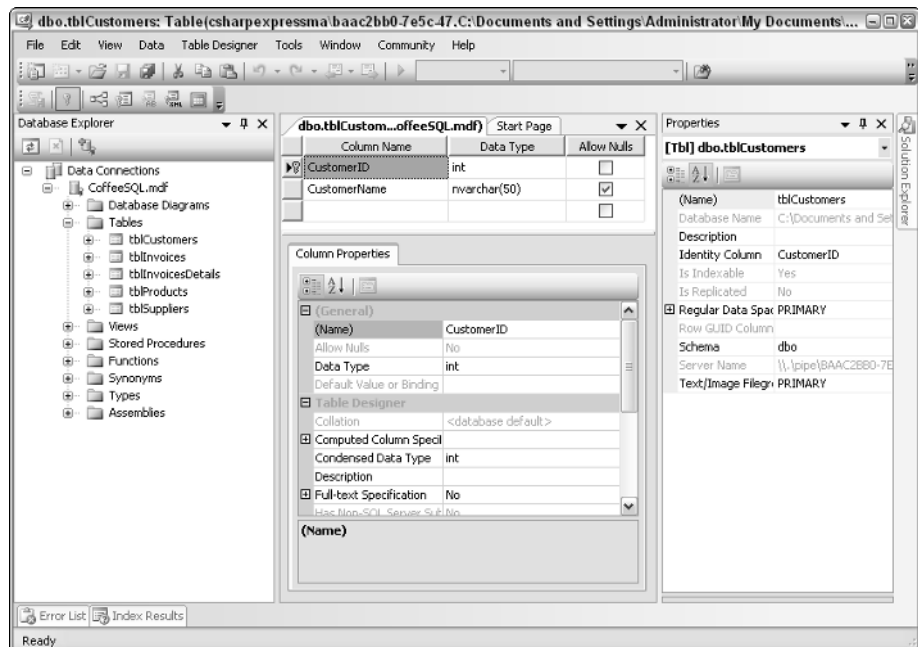 dbo.tblCustomers: Table(csharpexpressma\baac2bb0-7e5c-47.C:\Documents and Settings\Administrator\My Documents\...
File Edit View Data Table Designer Tools Window Community Help
Database Explorer
Data Connections
CoffeeSQL.mdf
Database Diagrams
Tables
tblCustomers
tblInvoices
tblInvoicesDetails
tblProducts
tblSuppliers
Views
Stored Procedures
Functions
Synonyms
Types
Assemblies
dbo.tblCustom...offeeSQL.mdf) Start Page
Column Name Data Type Allow Nulls
CustomerID int
CustomerName nvarchar(50)
Column Properties
(General)
(Name) CustomerID
Allow Nulls No
Data Type int
Default Value or Binding
Table Designer
Collation <database default>
Computed Column Specif
Condensed Data Type int
Description
Full-text Specification No
Has Non-SQL Server Sub No
(Name)
Properties
[Tbl] dbo.tblCustomers
(Name) tblCustomers
Database Name C:\Documents and Set
Description
Identity Column CustomerID
Is Indexable Yes
Is Replicated No
Regular Data Spac PRIMARY
Row GUID Column
Schema dbo
Server Name \\.\pipe\BAAC2BB0-7E
Text/Image Filegr PRIMARY
Solution Explorer
Error List Index Results
Ready